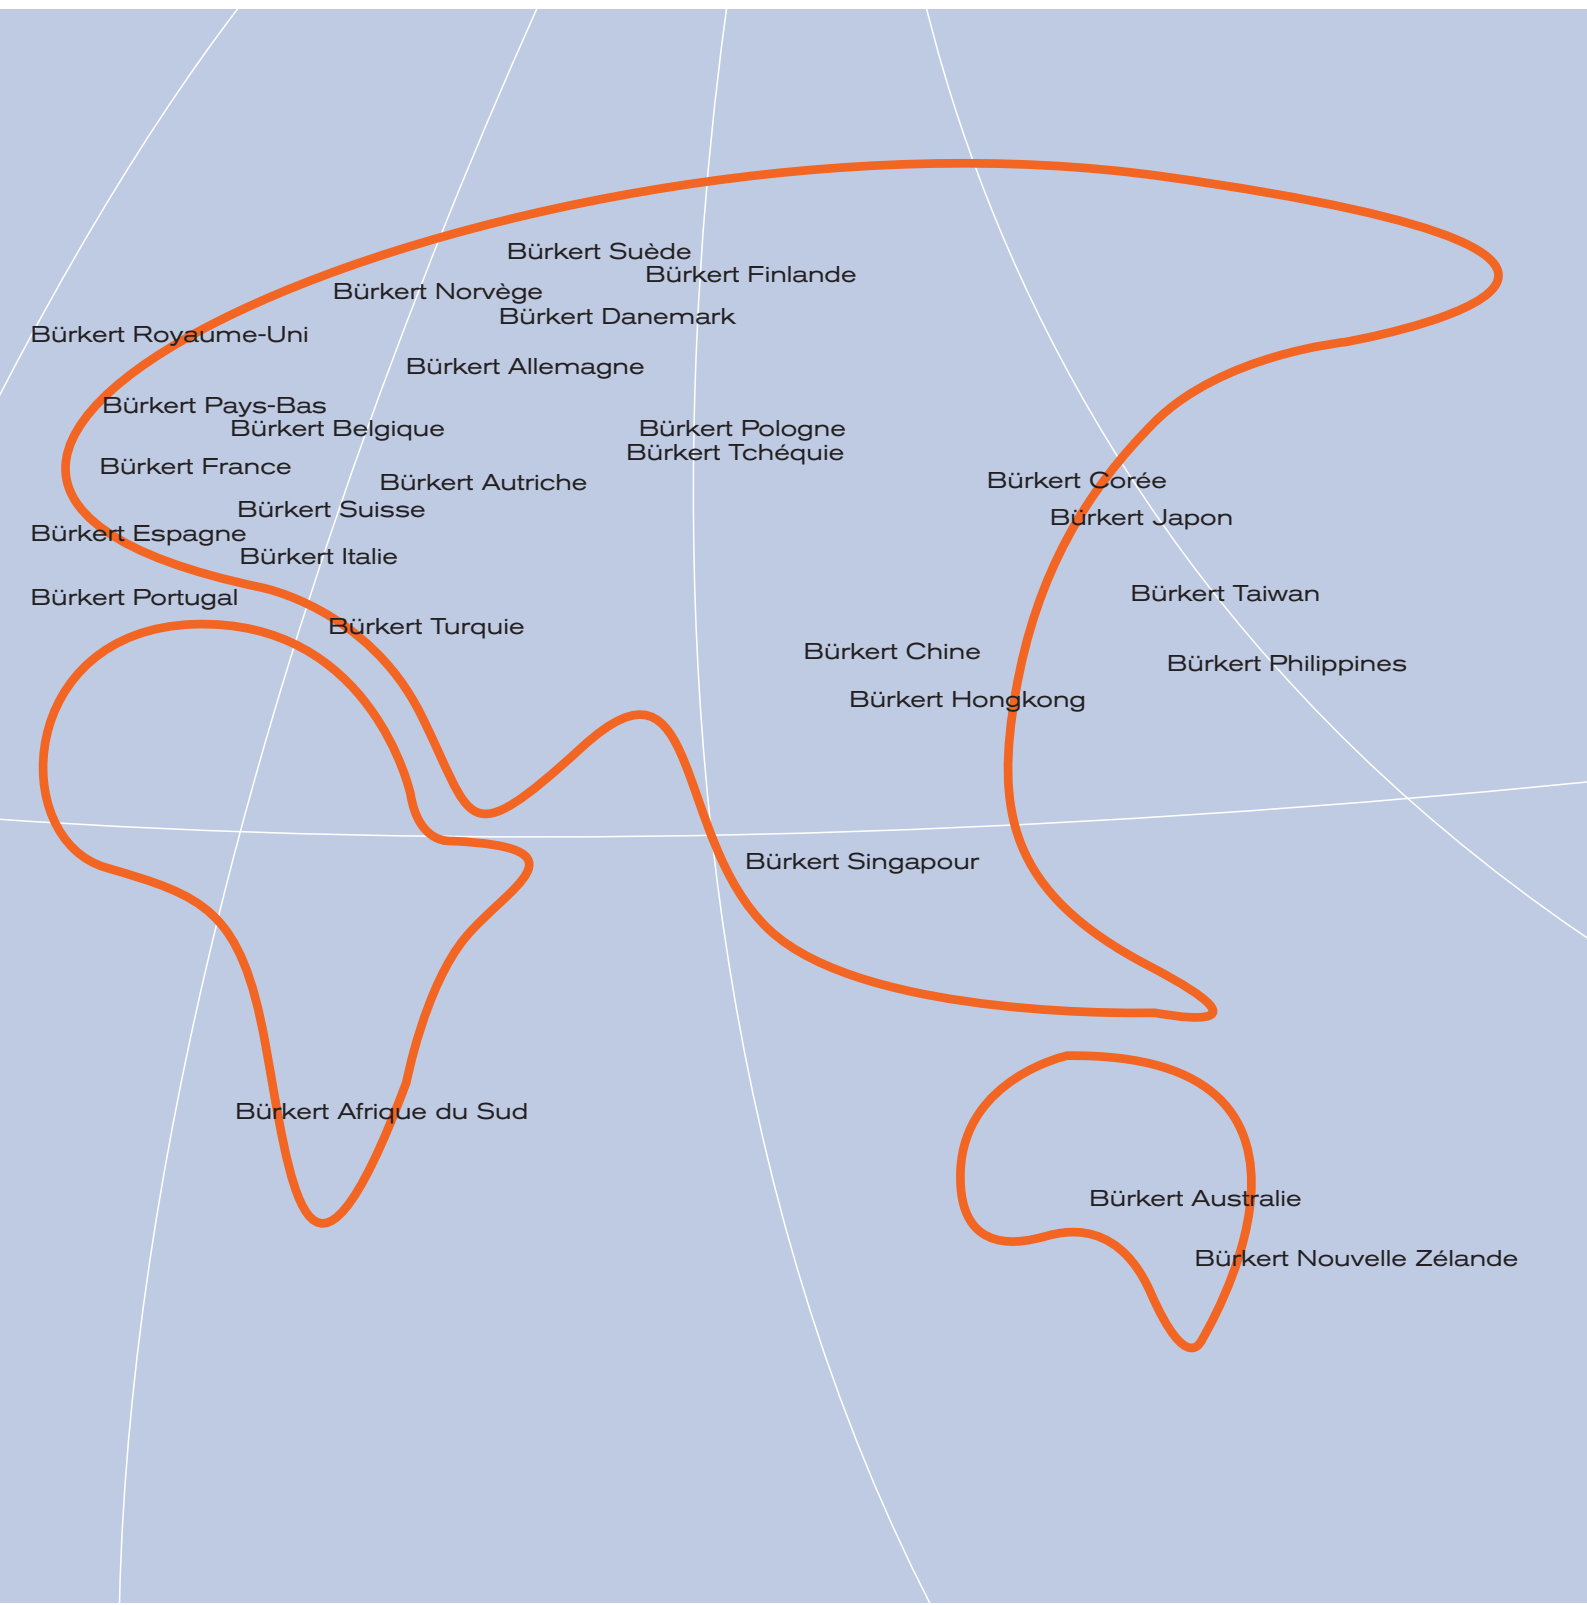 Bürkert Suède
Bürkert Finlande
Bürkert Norvège
Bürkert Danemark
Bürkert Royaume-Uni
Bürkert Allemagne
Bürkert Pays-Bas
Bürkert Belgique
Bürkert Pologne
Bürkert Tchéquie
Bürkert France
Bürkert Autriche
Bürkert Corée
Bürkert Suisse
Bürkert Japon
Bürkert Espagne
Bürkert Italie
Bürkert Portugal
Bürkert Taiwan
Bürkert Turquie
Bürkert Chine
Bürkert Philippines
Bürkert Hongkong
Bürkert Singapour
Bürkert Afrique du Sud
Bürkert Australie
Bürkert Nouvelle Zélande